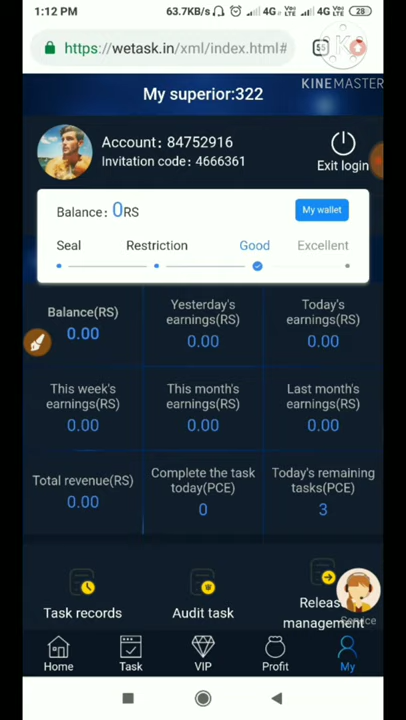 1:12 PM 63.7KB/s 4G VoLTE 4G VoLTE 28
https://wetask.in/xml/index.html#
KINEMASTER
My superior:322
Account: 84752916
Invitation code: 4666361
Exit login
Balance: 0RS
My wallet
Seal Restriction Good Excellent
Balance(RS)
0.00
Yesterday's
earnings(RS)
0.00
Today's
earnings(RS)
0.00
This week's
earnings(RS)
0.00
This month's
earnings(RS)
0.00
Last month's
earnings(RS)
0.00
Total revenue(RS)
0.00
Complete the task
today(PCE)
0
Today's remaining
tasks(PCE)
3
Task records
Audit task
Release
management
Service
Home Task VIP Profit My